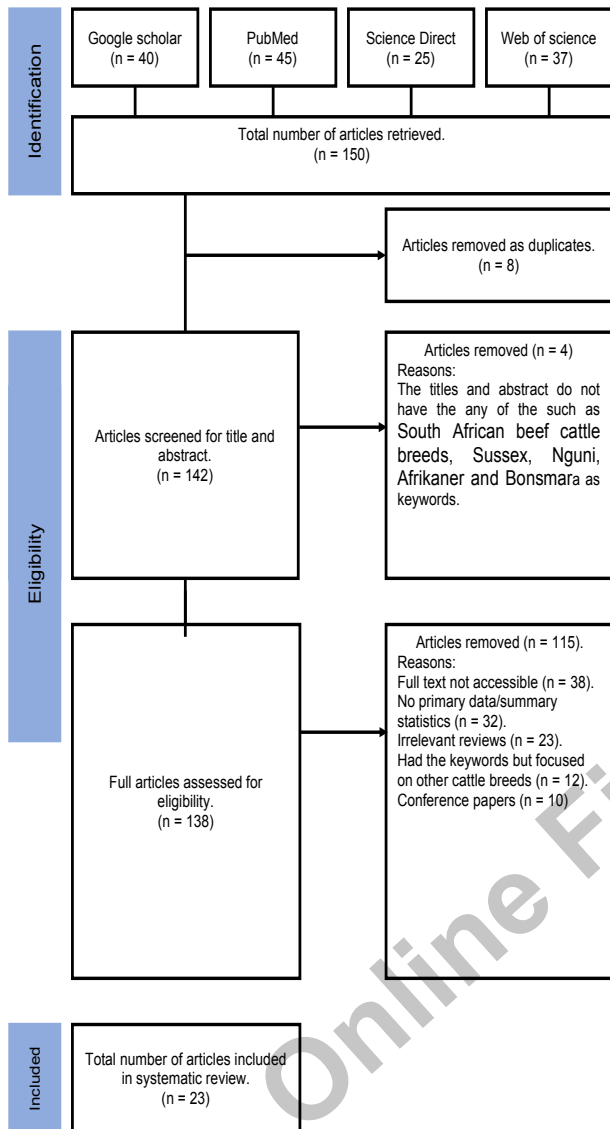 Identification
Google scholar
(n = 40)
PubMed
(n = 45)
Science Direct
(n = 25)
Web of science
(n = 37)
Total number of articles retrieved.
(n = 150)
Articles removed as duplicates.
(n = 8)
Eligibility
Articles screened for title and
abstract.
(n = 142)
Articles removed (n = 4)
Reasons:
The titles and abstract do not
have the any of the such as
South African beef cattle
breeds, Sussex, Nguni,
Afrikaner and Bonsmara as
keywords.
Full articles assessed for
eligibility.
(n = 138)
Articles removed (n = 115).
Reasons:
Full text not accessible (n = 38).
No primary data/summary
statistics (n = 32).
Irrelevant reviews (n = 23).
Had the keywords but focused
on other cattle breeds (n = 12).
Conference papers (n = 10)
Included
Total number of articles included
in systematic review.
(n = 23)
Online